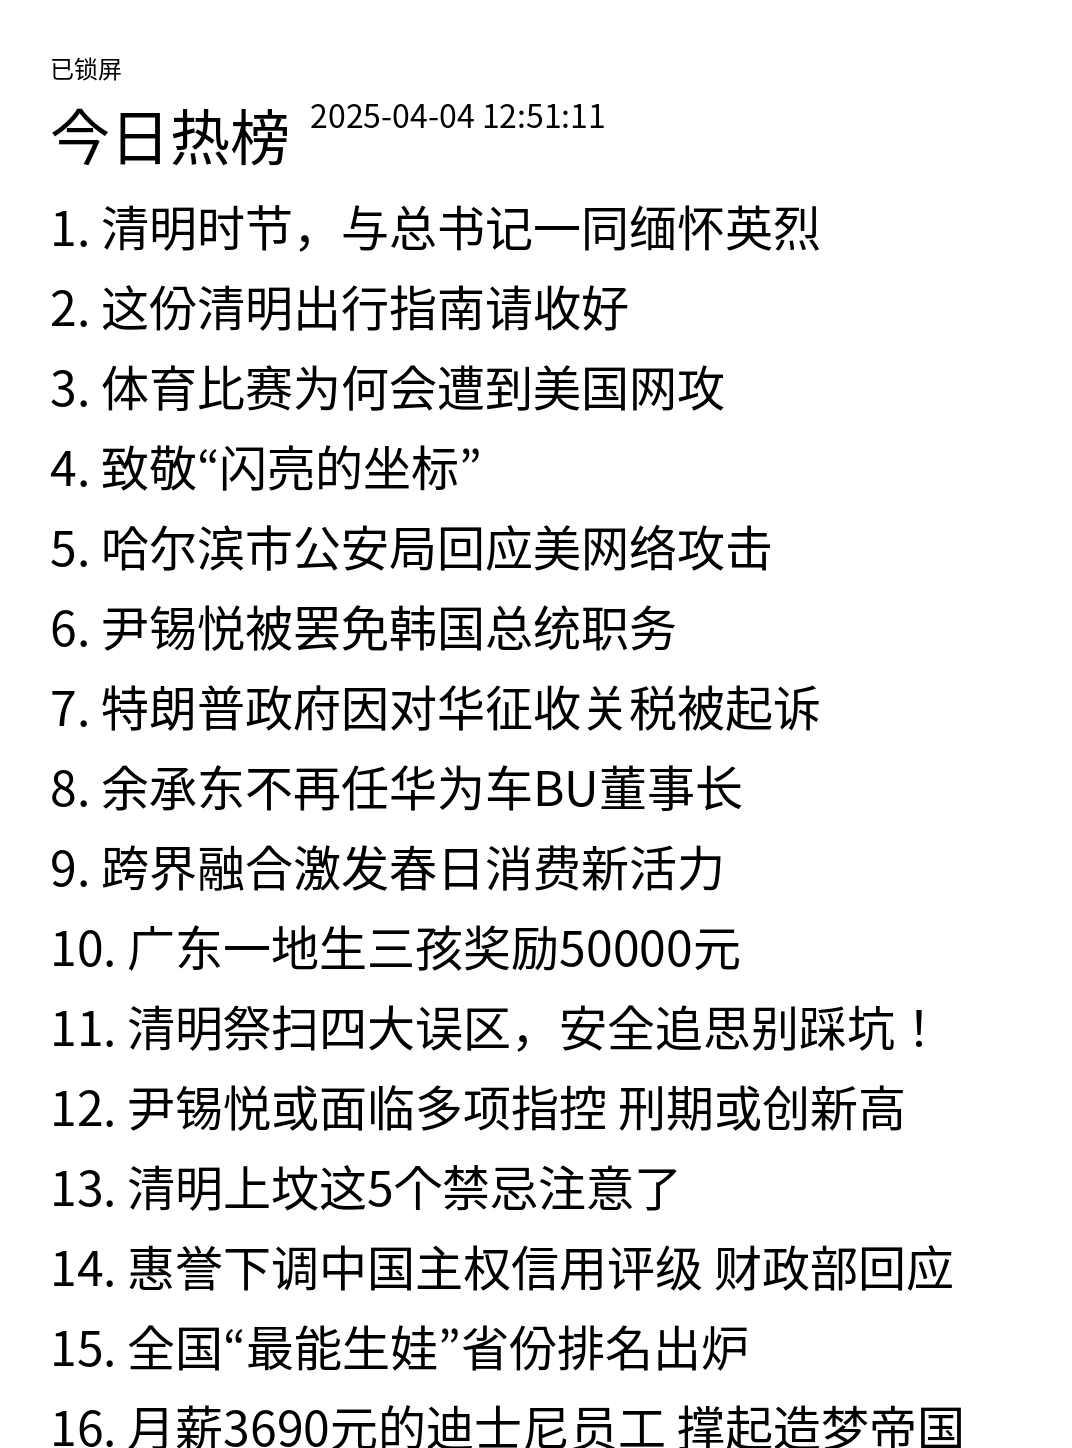 已锁屏
今日热榜 2025-04-04 12:51:11
1. 清明时节，与总书记一同缅怀英烈
2. 这份清明出行指南请收好
3. 体育比赛为何会遭到美国网攻
4. 致敬“闪亮的坐标”
5. 哈尔滨市公安局回应美网络攻击
6. 尹锡悦被罢免韩国总统职务
7. 特朗普政府因对华征收关税被起诉
8. 余承东不再任华为车BU董事长
9. 跨界融合激发春日消费新活力
10. 广东一地生三孩奖励50000元
11. 清明祭扫四大误区，安全追思别踩坑！
12. 尹锡悦或面临多项指控 刑期或创新高
13. 清明上坟这5个禁忌注意了
14. 惠誉下调中国主权信用评级 财政部回应
15. 全国“最能生娃”省份排名出炉
16. 月薪3690元的迪士尼员工 撑起造梦帝国